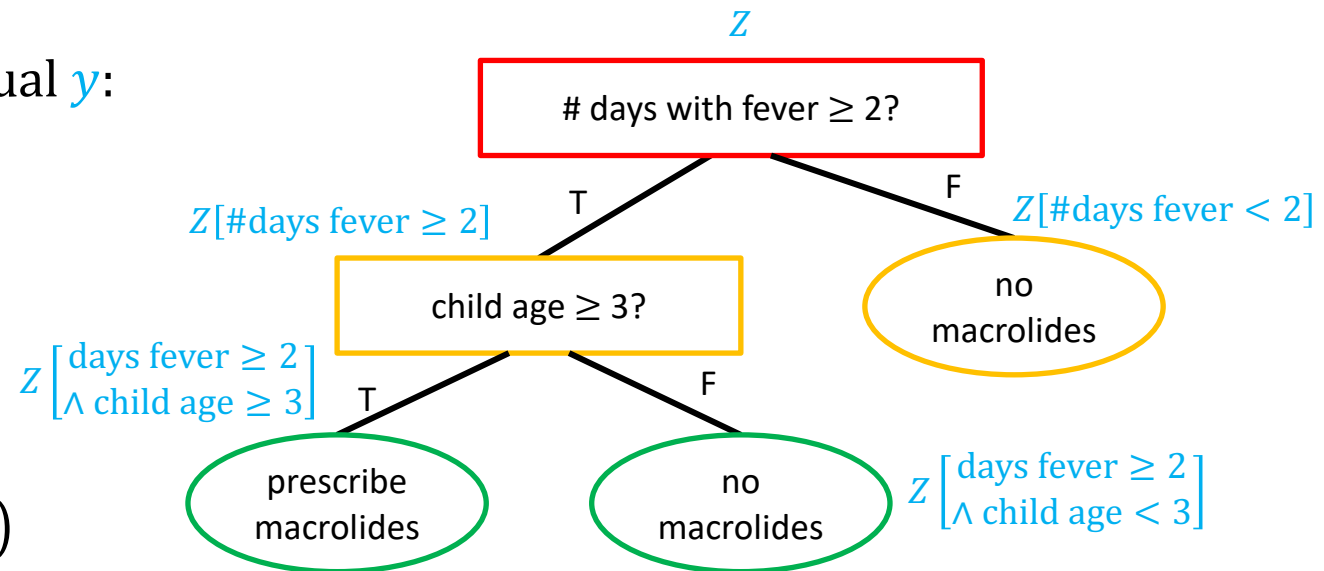 Z
ual y:
# days with fever ≥ 2?
T
F
Z[#days fever ≥ 2]
Z[#days fever < 2]
child age ≥ 3?
no
macrolides
Z[days fever ≥ 2
∧ child age ≥ 3]
T
F
prescribe
macrolides
no
macrolides
Z[days fever ≥ 2
∧ child age < 3]
)